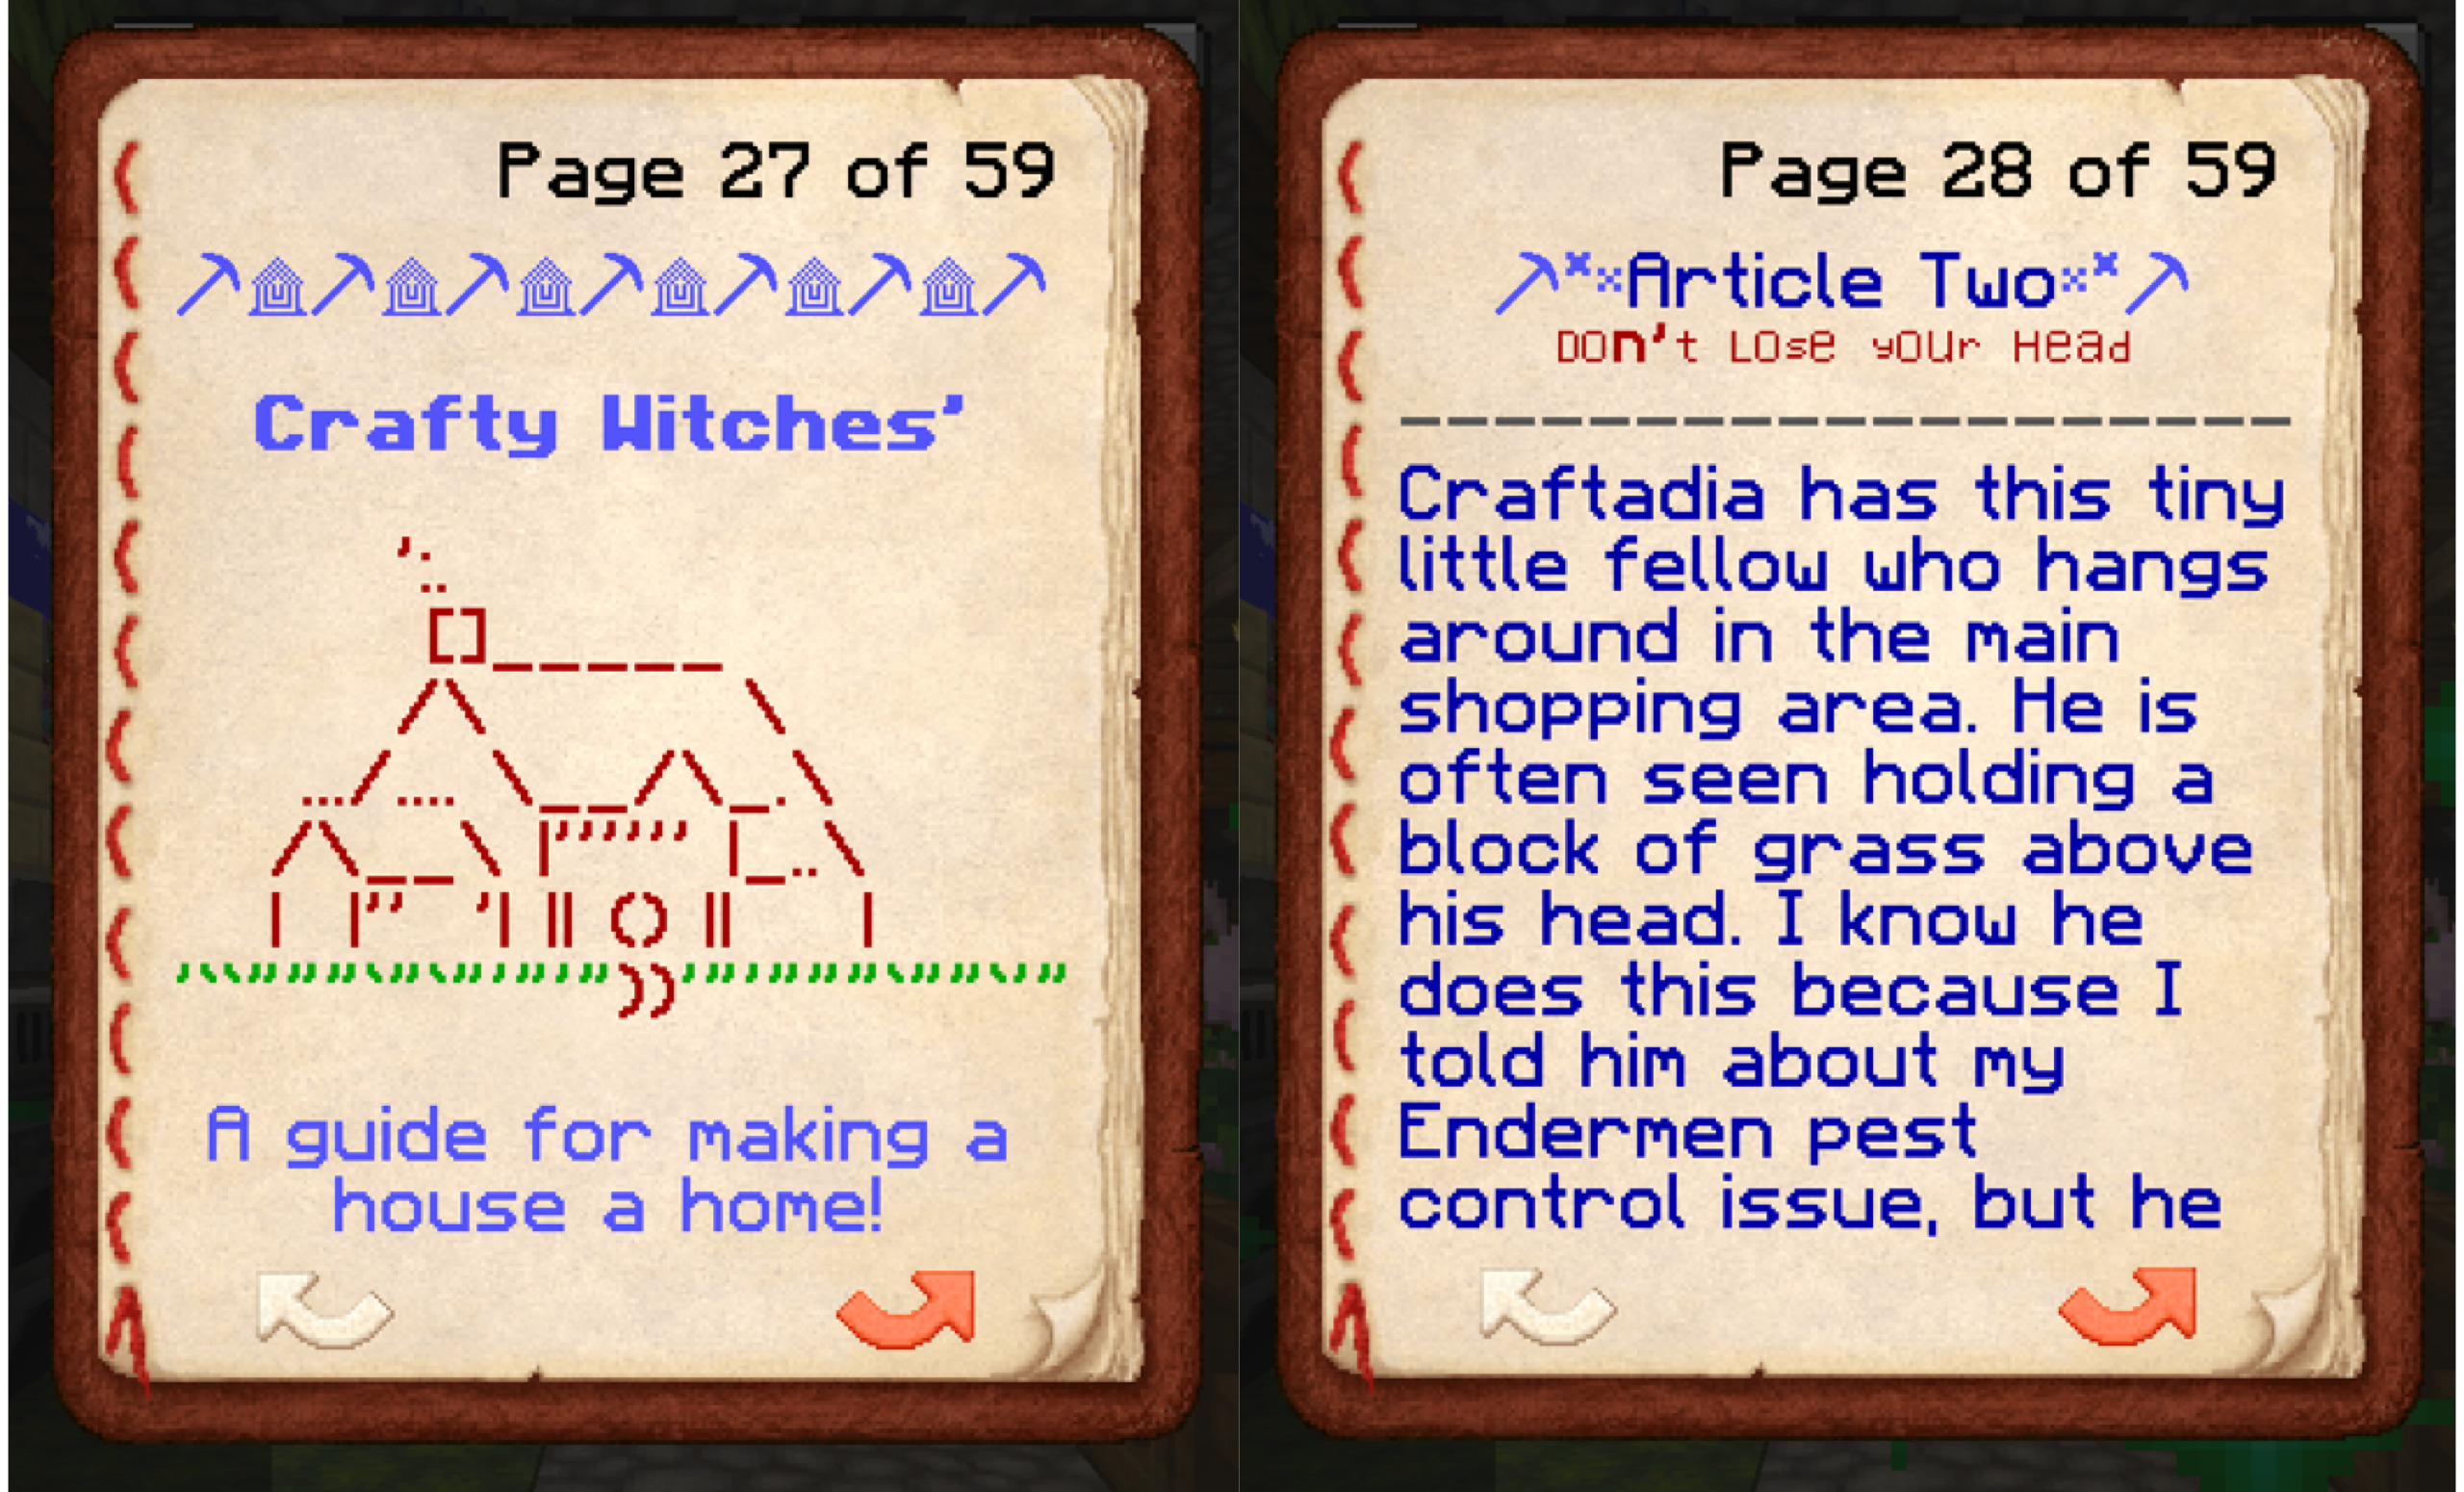 Page 27 of 59
Crafty Witches'
A guide for making a
house a home!
Page 28 of 59
Article Two
DOn't LOse yOUr Head
Craftadia has this tiny
little fellow who hangs
around in the main
shopping area. He is
often seen holding a
block of grass above
his head. I know he
does this because I
told him about my
Endermen pest
control issue, but he